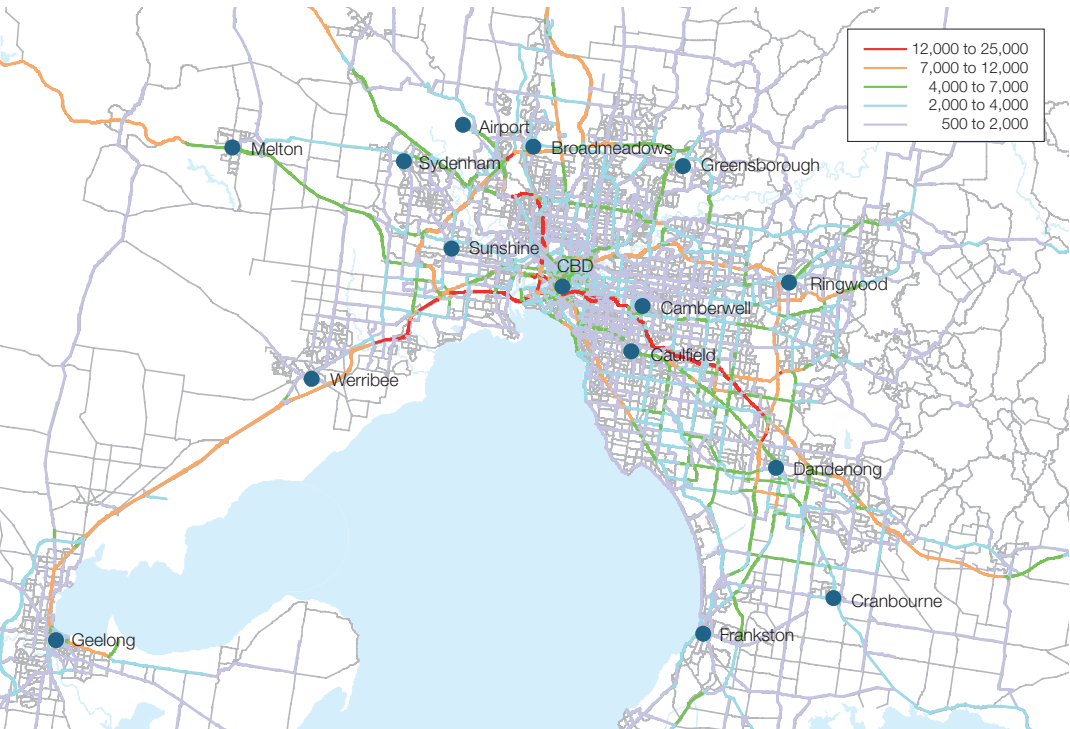 12,000 to 25,000
7,000 to 12,000
4,000 to 7,000
2,000 to 4,000
500 to 2,000
Airport
Melton
Broadmeadows
Sydenham
Greensborough
Sunshine
CBD
Ringwood
Camberwell
Caulfield
Werribee
Dandenong
Cranbourne
Frankston
Geelong